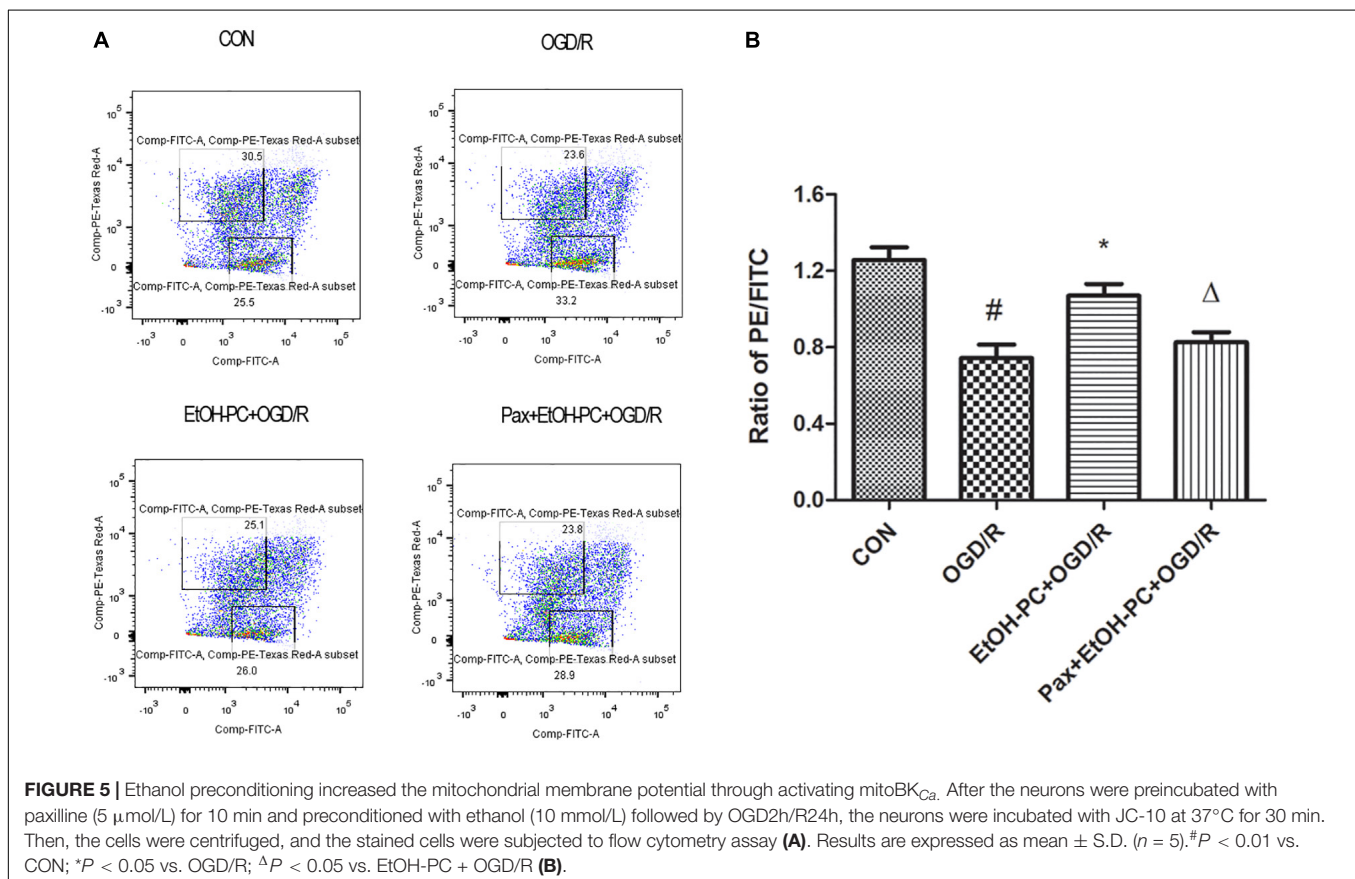 A
CON
OGD/R
10^5
Comp-FITC-A, Comp-PE-Texas Red-A subset
30.5
10^4
Comp-PE-Texas Red-A
10^3
0
Comp-FITC-A, Comp-PE-Texas Red-A subset
25.5
-10^3
-10^3 0 10^3 10^4 10^5
Comp-FITC-A
10^5
Comp-FITC-A, Comp-PE-Texas Red-A subset
23.6
10^4
Comp-PE-Texas Red-A
10^3
0
Comp-FITC-A, Comp-PE-Texas Red-A subset
33.2
-10^3
-10^3 0 10^3 10^4 10^5
Comp-FITC-A
EtOH-PC+OGD/R
Pax+EtOH-PC+OGD/R
10^5
Comp-FITC-A, Comp-PE-Texas Red-A subset
25.1
10^4
Comp-PE-Texas Red-A
10^3
0
Comp-FITC-A, Comp-PE-Texas Red-A subset
26.0
-10^3
-10^3 0 10^3 10^4 10^5
Comp-FITC-A
10^5
Comp-FITC-A, Comp-PE-Texas Red-A subset
23.8
10^4
Comp-PE-Texas Red-A
10^3
0
Comp-FITC-A, Comp-PE-Texas Red-A subset
28.9
-10^3
-10^3 0 10^3 10^4 10^5
Comp-FITC-A
B
Ratio of PE/FITC
1.6
1.2
0.8
0.4
0.0
#
*
Δ
CON
OGD/R
EtOH-PC+OGD/R
Pax+EtOH-PC+OGD/R
FIGURE 5 | Ethanol preconditioning increased the mitochondrial membrane potential through activating mitoBKCa. After the neurons were preincubated with
paxilline (5 μmol/L) for 10 min and preconditioned with ethanol (10 mmol/L) followed by OGD2h/R24h, the neurons were incubated with JC-10 at 37°C for 30 min.
Then, the cells were centrifuged, and the stained cells were subjected to flow cytometry assay (A). Results are expressed as mean ± S.D. (n = 5).#P < 0.01 vs.
CON; *P < 0.05 vs. OGD/R; ΔP < 0.05 vs. EtOH-PC + OGD/R (B).